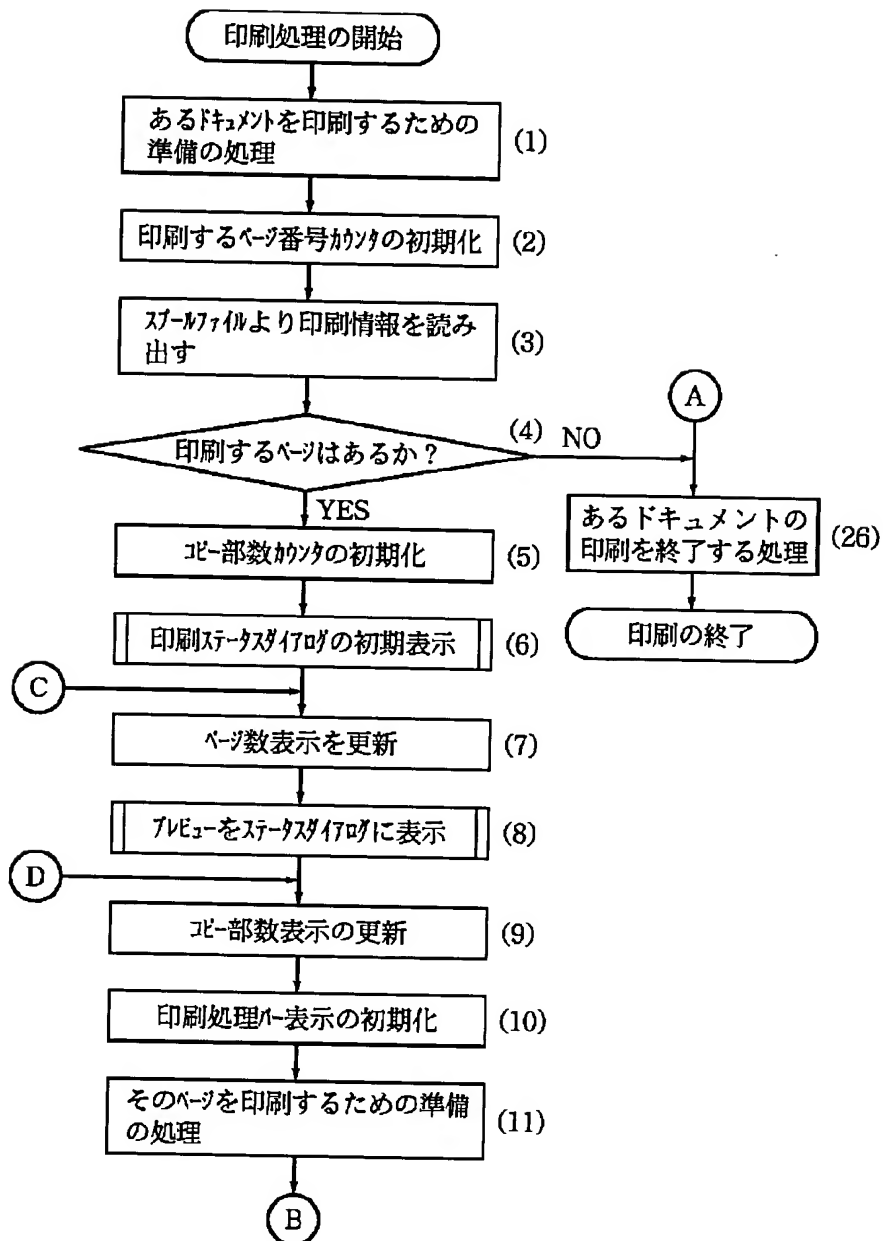 印刷処理の開始
あるドキュメントを印刷するための
準備の処理
(1)
印刷するページ番号カウンタの初期化
(2)
スプールファイルより印刷情報を読み
出す
(3)
印刷するページはあるか？
(4)
NO
YES
A
あるドキュメントの
印刷を終了する処理
(26)
印刷の終了
コピー部数カウンタの初期化
(5)
印刷ステータスダイアログの初期表示
(6)
C
ページ数表示を更新
(7)
プレビューをステータスダイアログに表示
(8)
D
コピー部数表示の更新
(9)
印刷処理バー表示の初期化
(10)
そのページを印刷するための準備
の処理
(11)
B